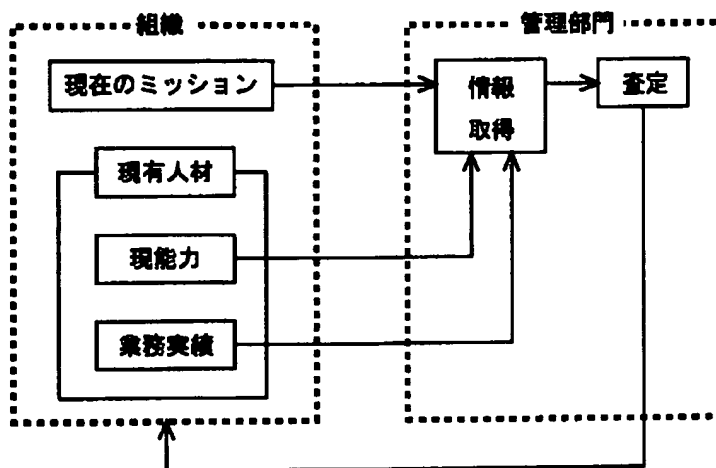 組織
管理部門
現在のミッション
情報
取得
査定
現有人材
現能力
業務実績